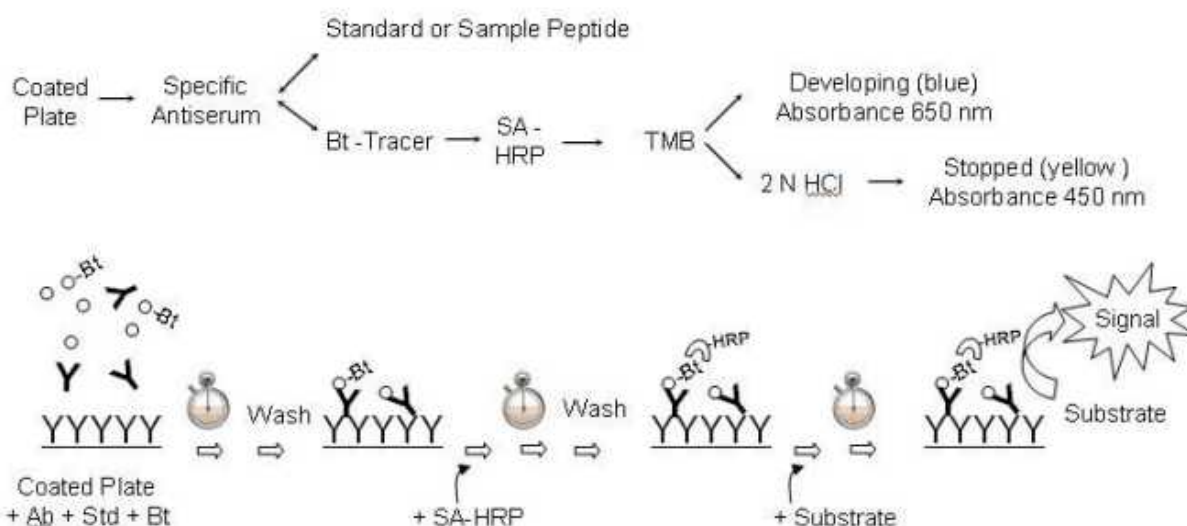 Standard or Sample Peptide
Coated
Plate
Specific
Antiserum
Bt -Tracer
SA -
HRP
TMB
Developing (blue)
Absorbance 650 nm
2 N HCl
Stopped (yellow )
Absorbance 450 nm
-Bt
-Bt
Wash
-Bt
Wash
-HRP
-Bt
-HRP
-Bt
Signal
Substrate
Coated Plate
+ Ab + Std + Bt
+ SA-HRP
+ Substrate